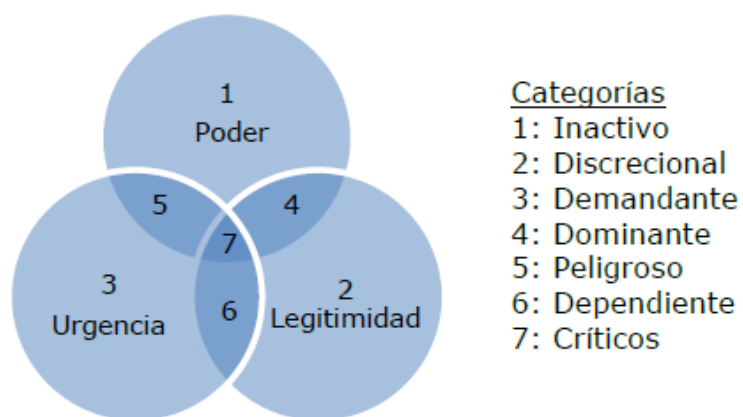 1
Poder
5
4
7
3
Urgencia
6
2
Legitimidad
Categorías
1: Inactivo
2: Discrecional
3: Demandante
4: Dominante
5: Peligroso
6: Dependiente
7: Críticos